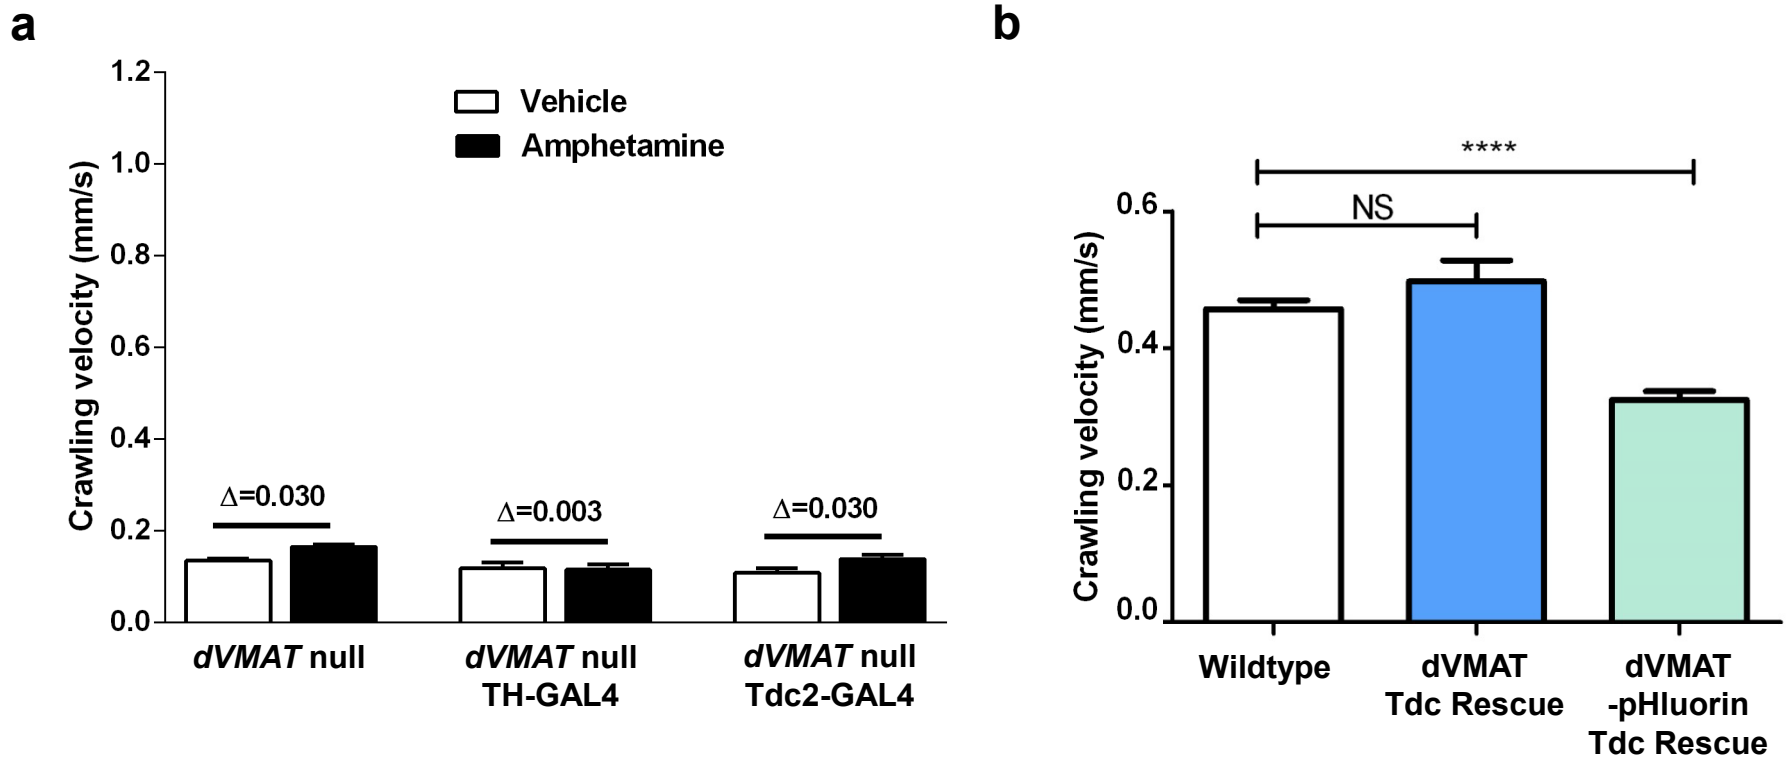 a
Crawling velocity (mm/s)
1.2
1.0
0.8
0.6
0.4
0.2
0.0
Vehicle
Amphetamine
Δ=0.030
Δ=0.003
Δ=0.030
dVMAT null
dVMAT null
TH-GAL4
dVMAT null
Tdc2-GAL4
b
Crawling velocity (mm/s)
0.6
0.4
0.2
0.0
****
NS
Wildtype
dVMAT
Tdc Rescue
dVMAT
-pHluorin
Tdc Rescue